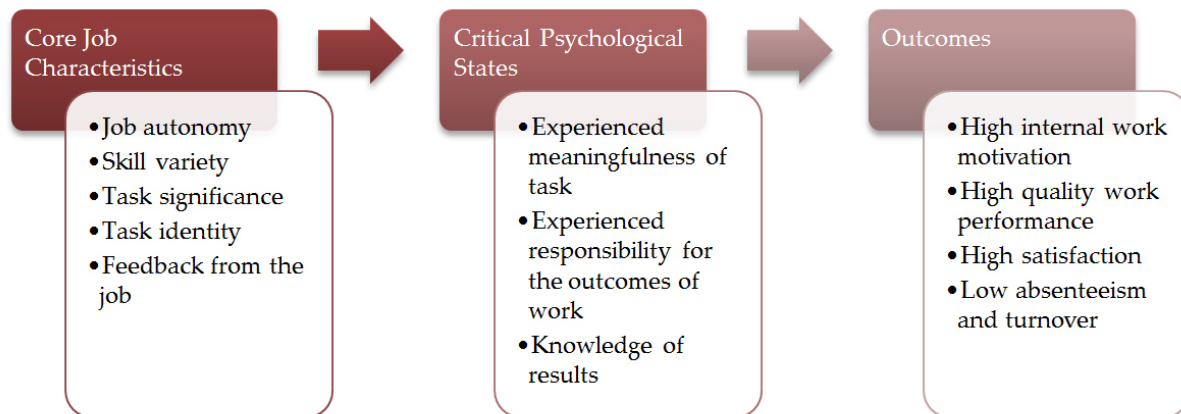 Core Job
Characteristics
•Job autonomy
•Skill variety
•Task significance
•Task identity
•Feedback from the
job
Critical Psychological
States
•Experienced
meaningfulness of
task
•Experienced
responsibility for
the outcomes of
work
•Knowledge of
results
Outcomes
•High internal work
motivation
•High quality work
performance
•High satisfaction
•Low absenteeism
and turnover